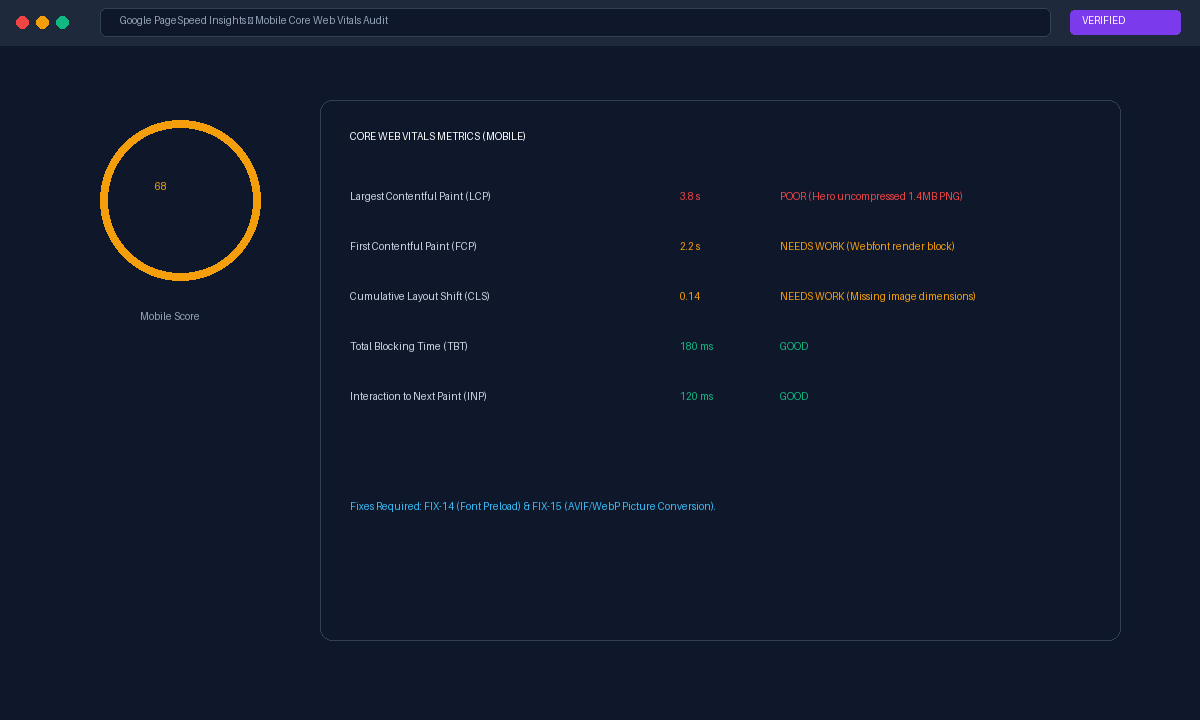 Google PageSpeed Insights▯ Mobile Core Web Vitals Audit
VERIFIED
68
Mobile Score
CORE WEB VITALS METRICS (MOBILE)
Largest Contentful Paint (LCP) 3.8 s POOR (Hero uncompressed 1.4MB PNG)
First Contentful Paint (FCP) 2.2 s NEEDS WORK (Webfont render block)
Cumulative Layout Shift (CLS) 0.14 NEEDS WORK (Missing image dimensions)
Total Blocking Time (TBT) 180 ms GOOD
Interaction to Next Paint (INP) 120 ms GOOD
Fixes Required: FIX-14 (Font Preload) & FIX-15 (AVIF/WebP Picture Conversion).